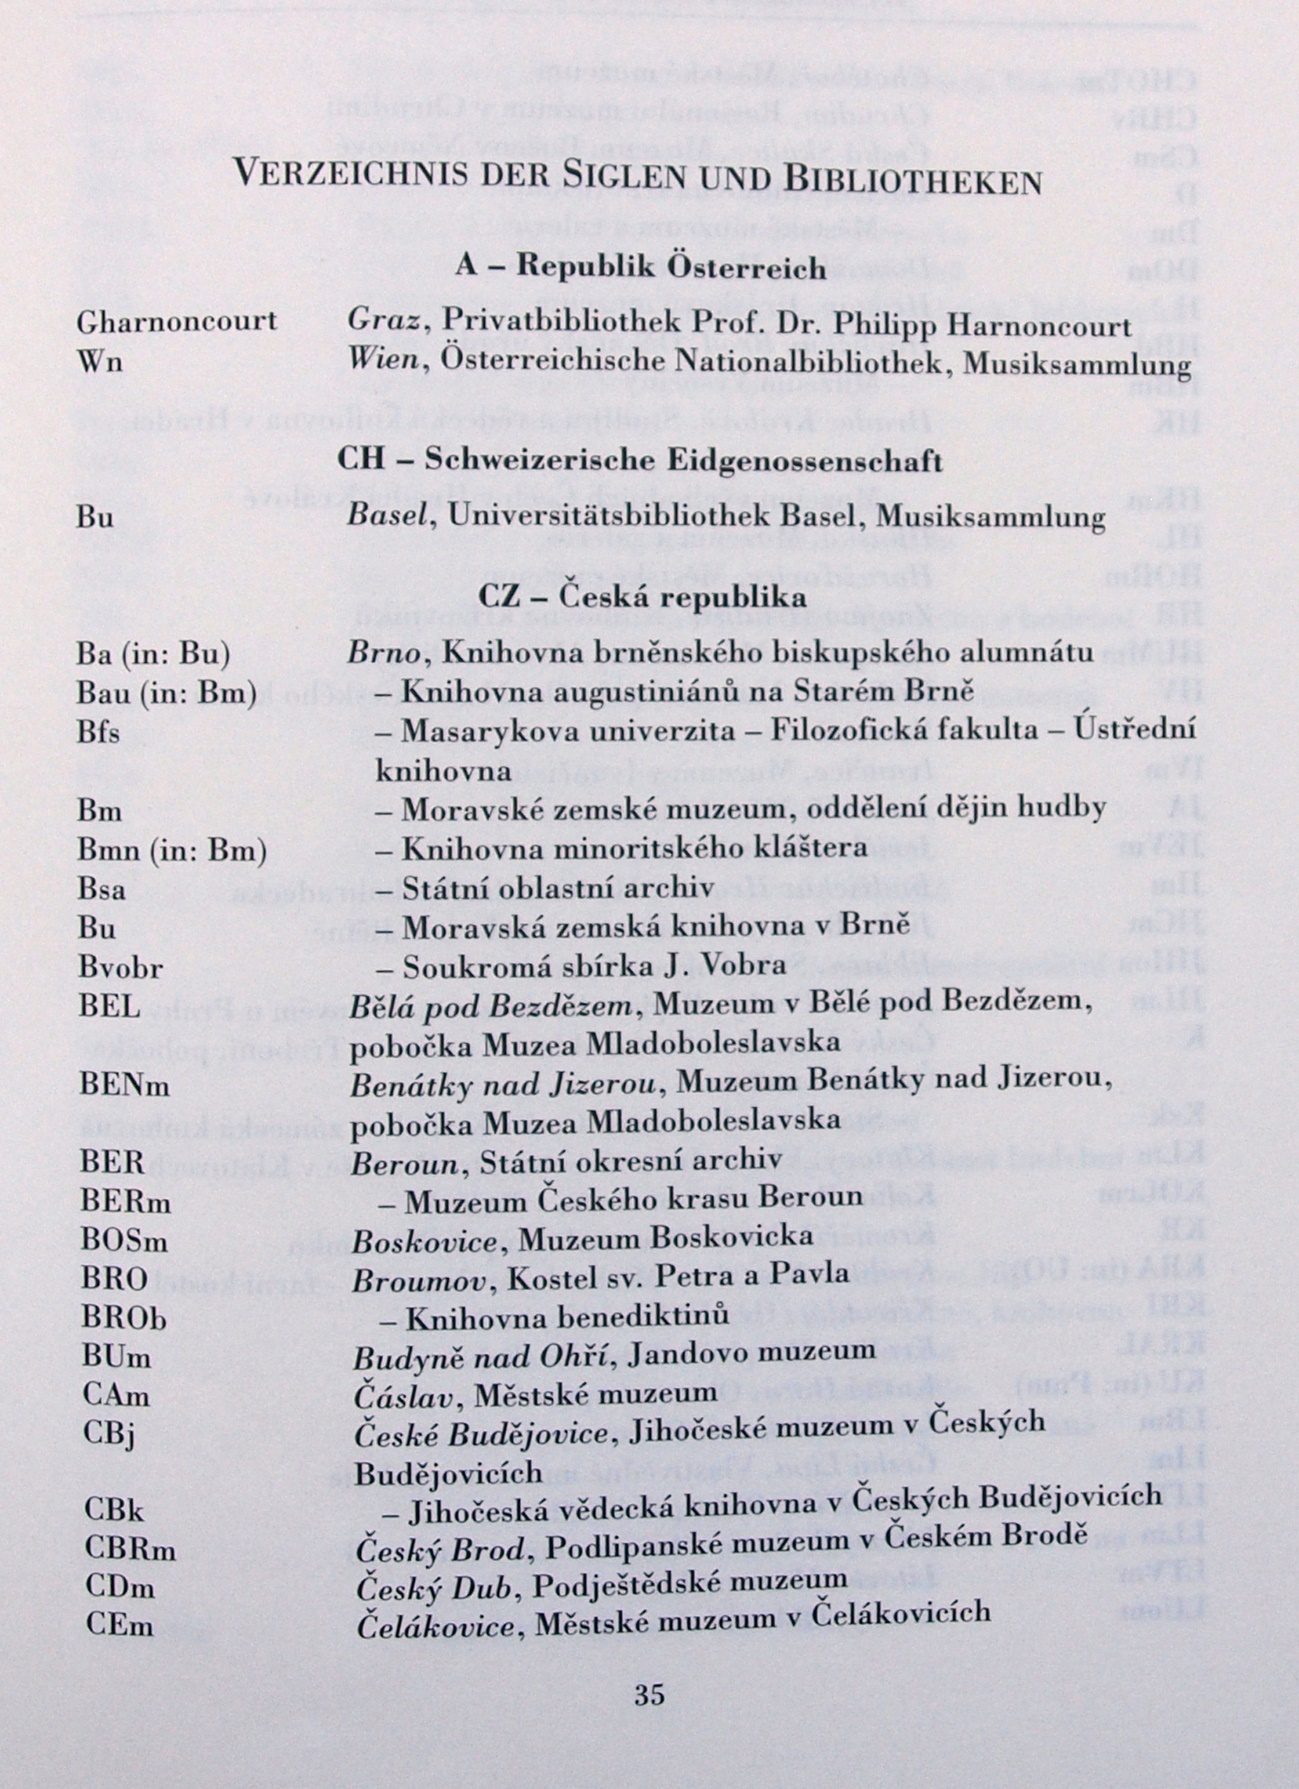 VERZEICHNIS DER SIGLEN UND BIBLIOTHEKEN
A – Republik Österreich
Gharnoncourt Graz, Privatbibliothek Prof. Dr. Philipp Harnoncourt
Wn Wien, Österreichische Nationalbibliothek, Musiksammlung
CH – Schweizerische Eidgenossenschaft
Bu Basel, Universitätsbibliothek Basel, Musiksammlung
CZ – Česká republika
Ba (in: Bu) Brno, Knihovna brněnského biskupského alumnátu
Bau (in: Bm) – Knihovna augustiniánů na Starém Brně
Bfs – Masarykova univerzita – Filozofická fakulta – Ústřední
knihovna
Bm – Moravské zemské muzeum, oddělení dějin hudby
Bmn (in: Bm) – Knihovna minoritského kláštera
Bsa – Státní oblastní archiv
Bu – Moravská zemská knihovna v Brně
Bvobr – Soukromá sbírka J. Vobra
BEL Bělá pod Bezdězem, Muzeum v Bělé pod Bezdězem,
pobočka Muzea Mladoboleslavska
BENm Benátky nad Jizerou, Muzeum Benátky nad Jizerou,
pobočka Muzea Mladoboleslavska
BER Beroun, Státní okresní archiv
BERm – Muzeum Českého krasu Beroun
BOSm Boskovice, Muzeum Boskovicka
BRO Broumov, Kostel sv. Petra a Pavla
BROb – Knihovna benediktinů
BUm Budyně nad Ohří, Jandovo muzeum
CAm Čáslav, Městské muzeum
CBj České Budějovice, Jihočeské muzeum v Českých
Budějovicích
CBk – Jihočeská vědecká knihovna v Českých Budějovicích
CBRm Český Brod, Podlipanské muzeum v Českém Brodě
CDm Český Dub, Podještědské muzeum
CEm Čelákovice, Městské muzeum v Čelákovicích
35